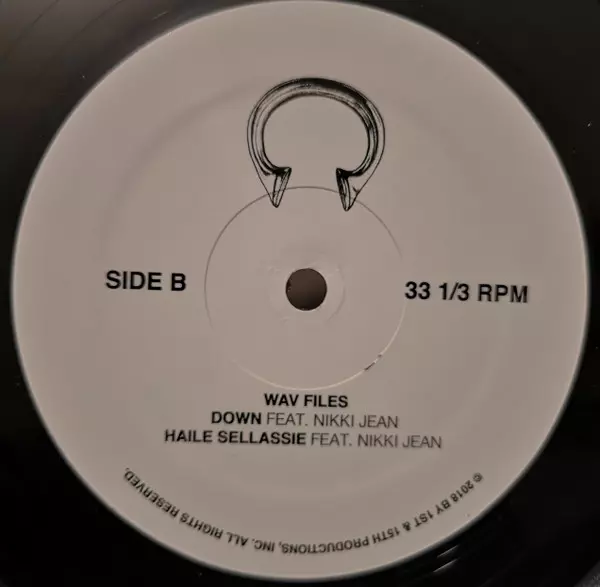 SIDE B
33 1/3 RPM
WAV FILES
DOWN FEAT. NIKKI JEAN
HAILE SELLASSIE FEAT. NIKKI JEAN
© 2018 BY 1ST & 15TH PRODUCTIONS, INC. ALL RIGHTS RESERVED.